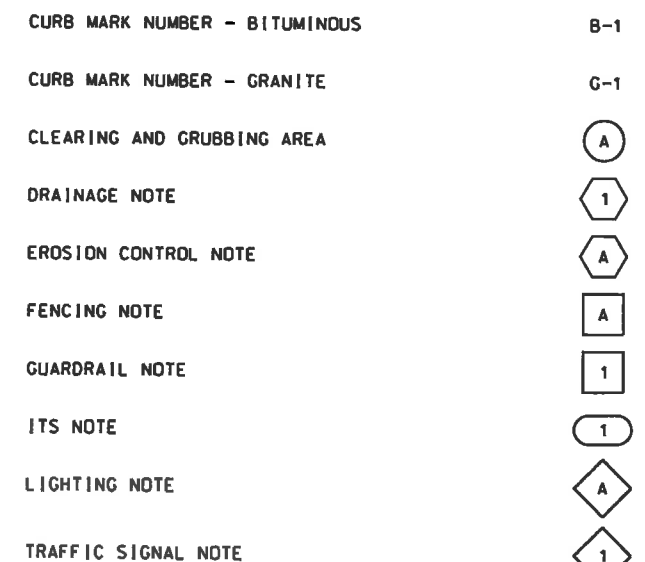 CURB MARK NUMBER - BITUMINOUS B-1
CURB MARK NUMBER - GRANITE G-1
CLEARING AND GRUBBING AREA A
DRAINAGE NOTE 1
EROSION CONTROL NOTE A
FENCING NOTE A
GUARDRAIL NOTE 1
ITS NOTE 1
LIGHTING NOTE A
TRAFFIC SIGNAL NOTE 1